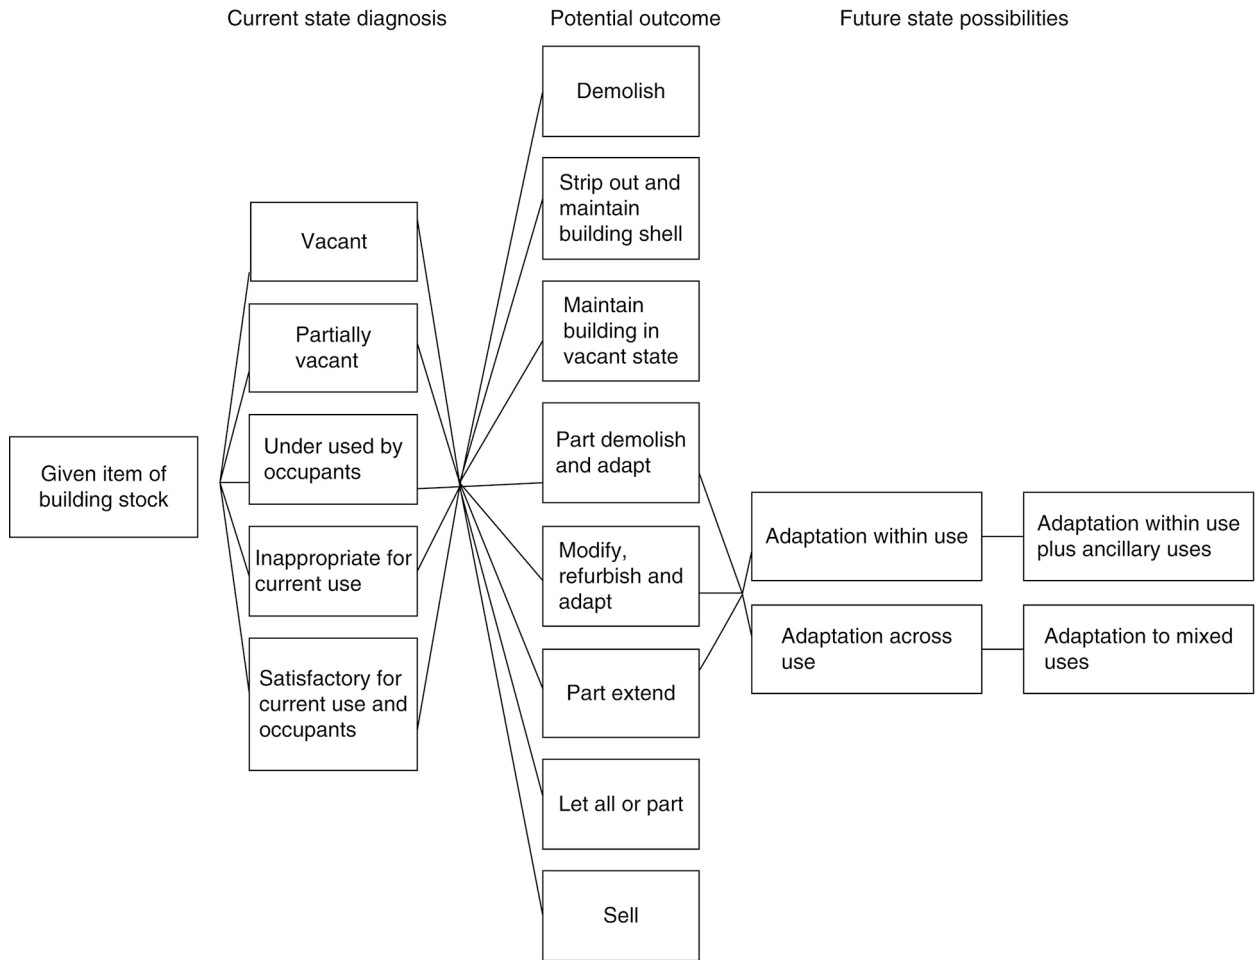 Current state diagnosis
Potential outcome
Future state possibilities
Given item of
building stock
Vacant
Partially
vacant
Under used by
occupants
Inappropriate for
current use
Satisfactory for
current use and
occupants
Demolish
Strip out and
maintain
building shell
Maintain
building in
vacant state
Part demolish
and adapt
Modify,
refurbish and
adapt
Part extend
Let all or part
Sell
Adaptation within use
Adaptation across
use
Adaptation within use
plus ancillary uses
Adaptation to mixed
uses